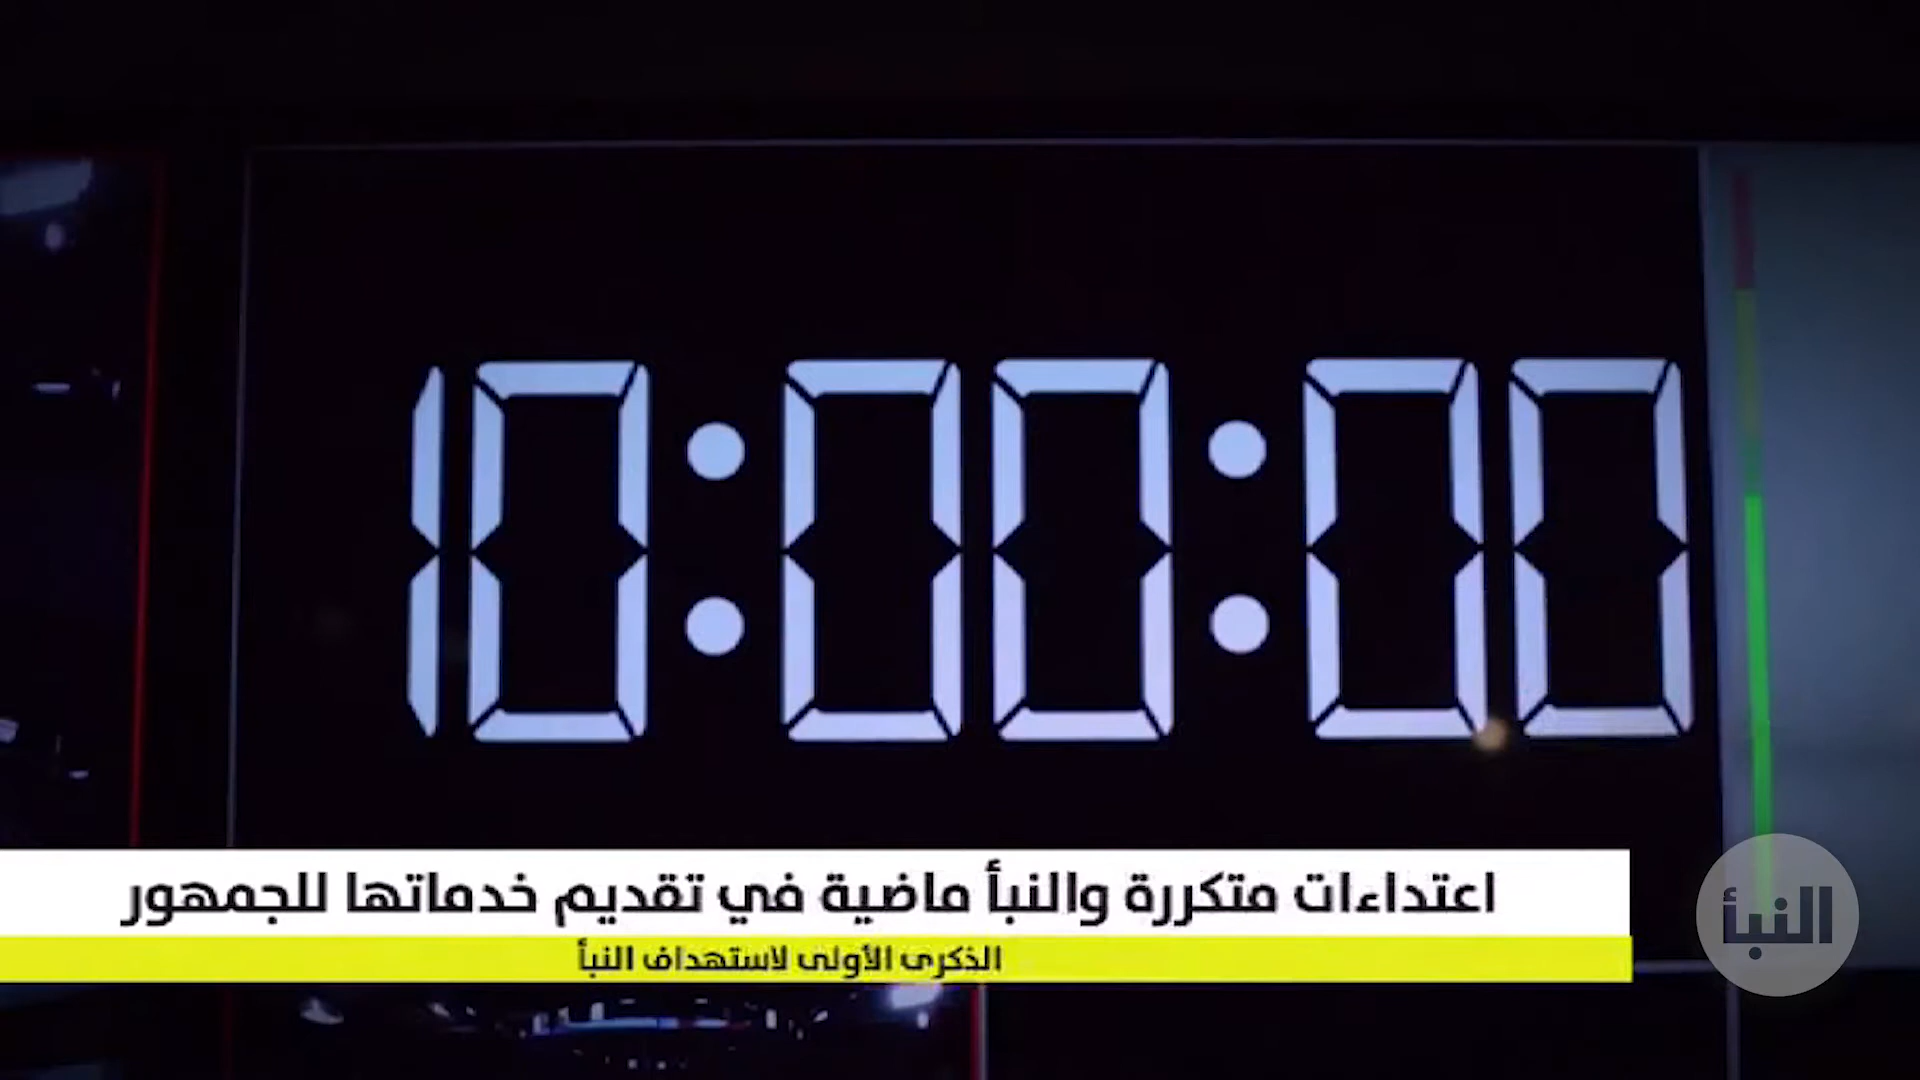 10:00:00
اعتداءات متكررة والنبأ ماضية في تقديم خدماتها للجمهور
الذكرى الأولى لاستهداف النبأ
النبأ